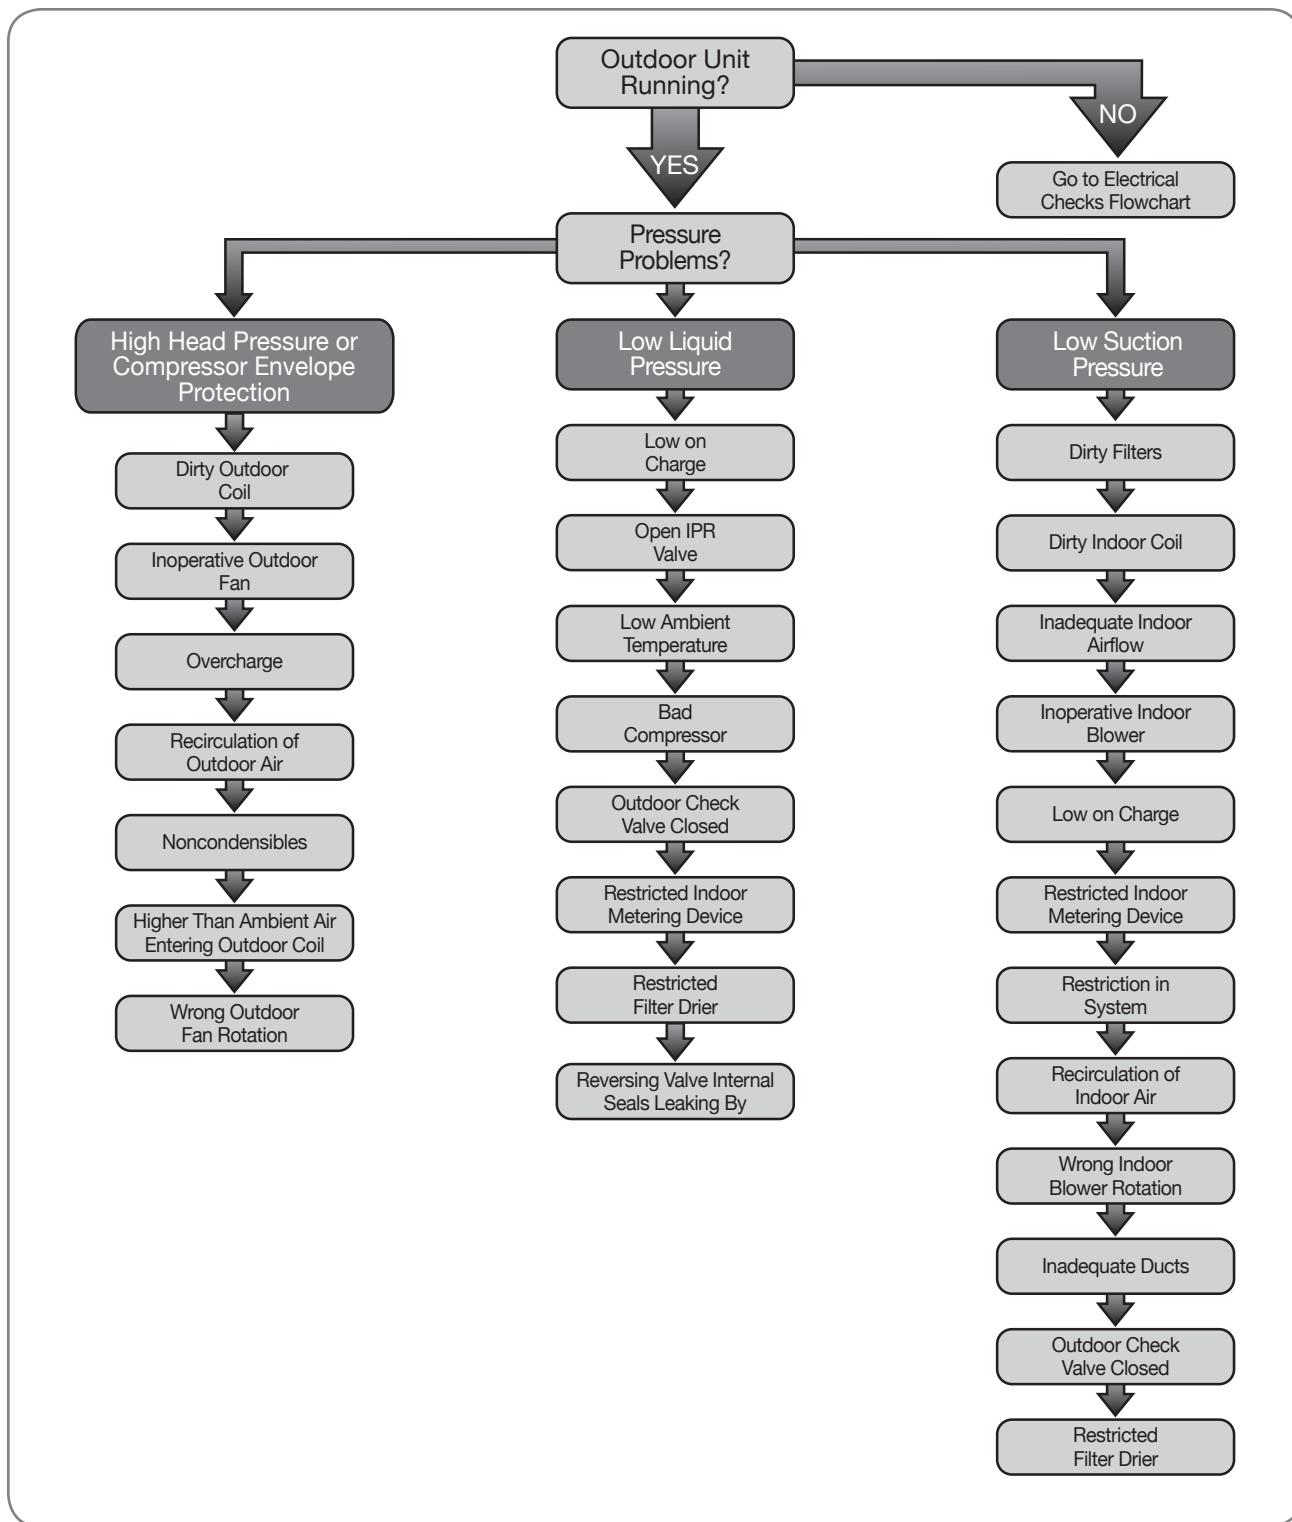 Outdoor Unit
Running?
NO
YES
Go to Electrical
Checks Flowchart
Pressure
Problems?
High Head Pressure or
Compressor Envelope
Protection
Dirty Outdoor
Coil
Inoperative Outdoor
Fan
Overcharge
Recirculation of
Outdoor Air
Noncondensibles
Higher Than Ambient Air
Entering Outdoor Coil
Wrong Outdoor
Fan Rotation
Low Liquid
Pressure
Low on
Charge
Open IPR
Valve
Low Ambient
Temperature
Bad
Compressor
Outdoor Check
Valve Closed
Restricted Indoor
Metering Device
Restricted
Filter Drier
Reversing Valve Internal
Seals Leaking By
Low Suction
Pressure
Dirty Filters
Dirty Indoor Coil
Inadequate Indoor
Airflow
Inoperative Indoor
Blower
Low on Charge
Restricted Indoor
Metering Device
Restriction in
System
Recirculation of
Indoor Air
Wrong Indoor
Blower Rotation
Inadequate Ducts
Outdoor Check
Valve Closed
Restricted
Filter Drier